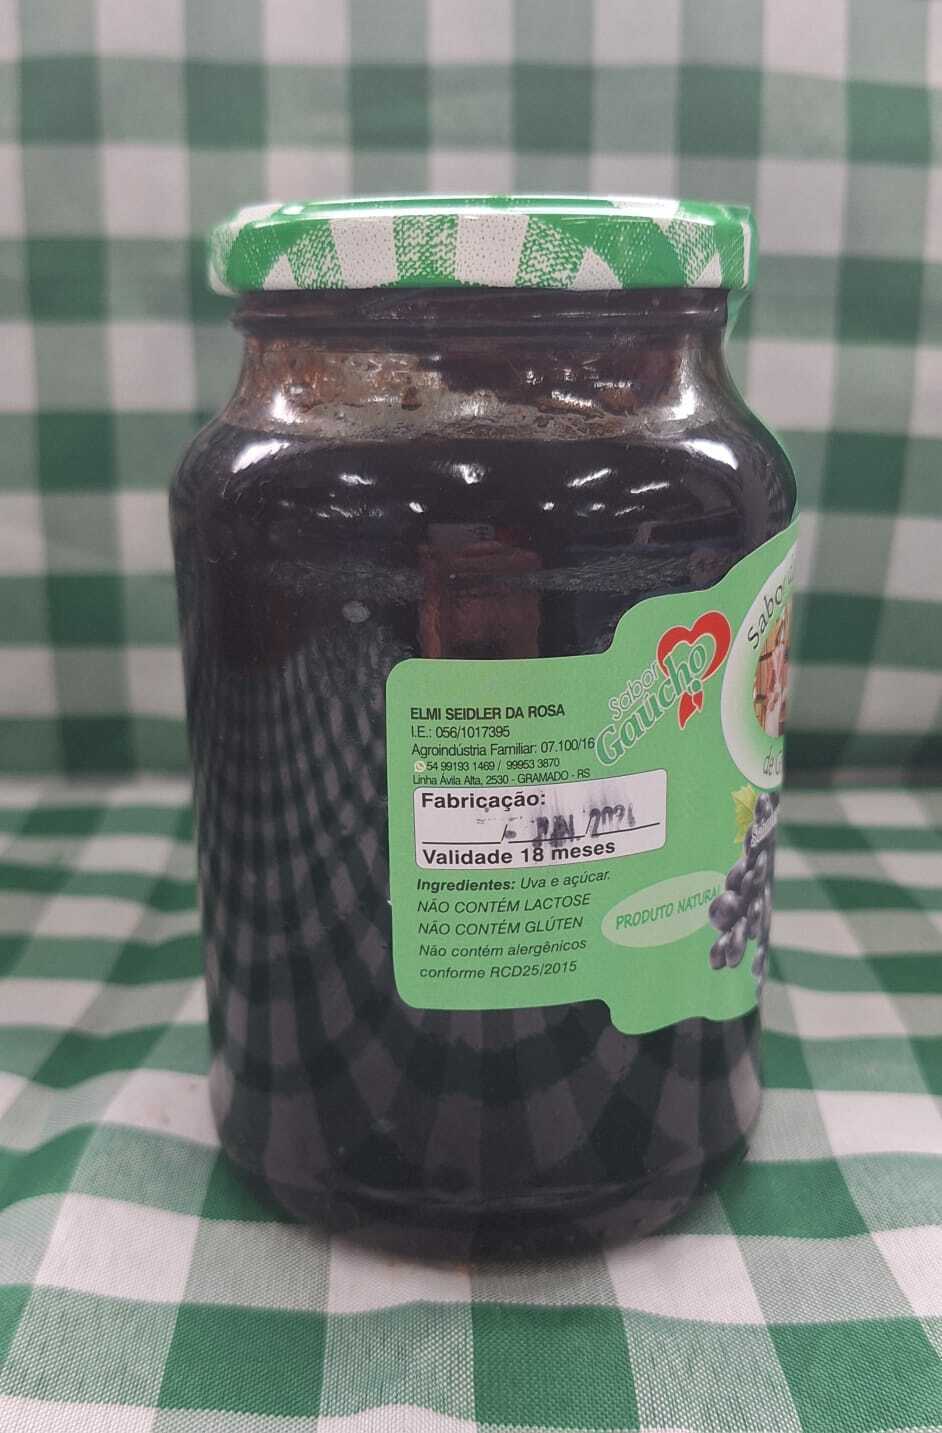 ELMI SEIDLER DA ROSA
I.E.: 056/1017395
Agroindústria Familiar: 07.100/16
54 99193 1469 / 99953 3870
Linha Ávila Alta, 2530 - GRAMADO - RS
Fabricação:
Validade 18 meses
Ingredientes: Uva e açúcar.
NÃO CONTÉM LACTOSE
NÃO CONTÉM GLÚTEN
Não contém alergênicos
conforme RCD25/2015
Sabor
Gaúcho
PRODUTO NATURAL
Sabor